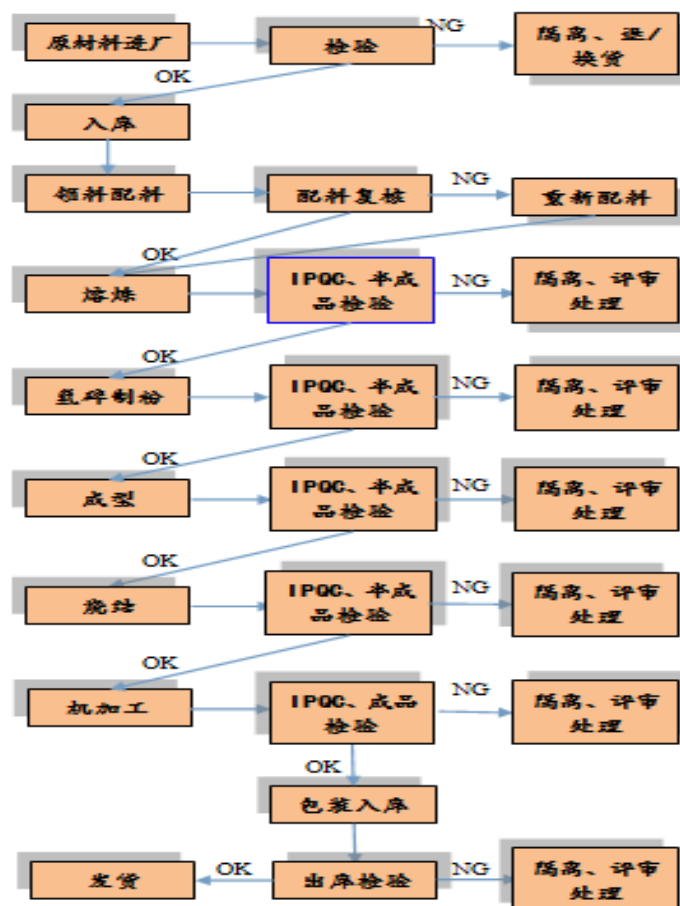 原材料进厂
检验
NG
隔离、退/
换货
OK
入库
领料配料
配料复核
NG
重新配料
OK
熔炼
IPQC、半成
品检验
NG
隔离、评审
处理
OK
氢碎制粉
IPQC、半成
品检验
NG
隔离、评审
处理
OK
成型
IPQC、半成
品检验
NG
隔离、评审
处理
OK
烧结
IPQC、半成
品检验
NG
隔离、评审
处理
OK
机加工
IPQC、成品
检验
NG
隔离、评审
处理
OK
包装入库
发货
OK
出库检验
NG
隔离、评审
处理